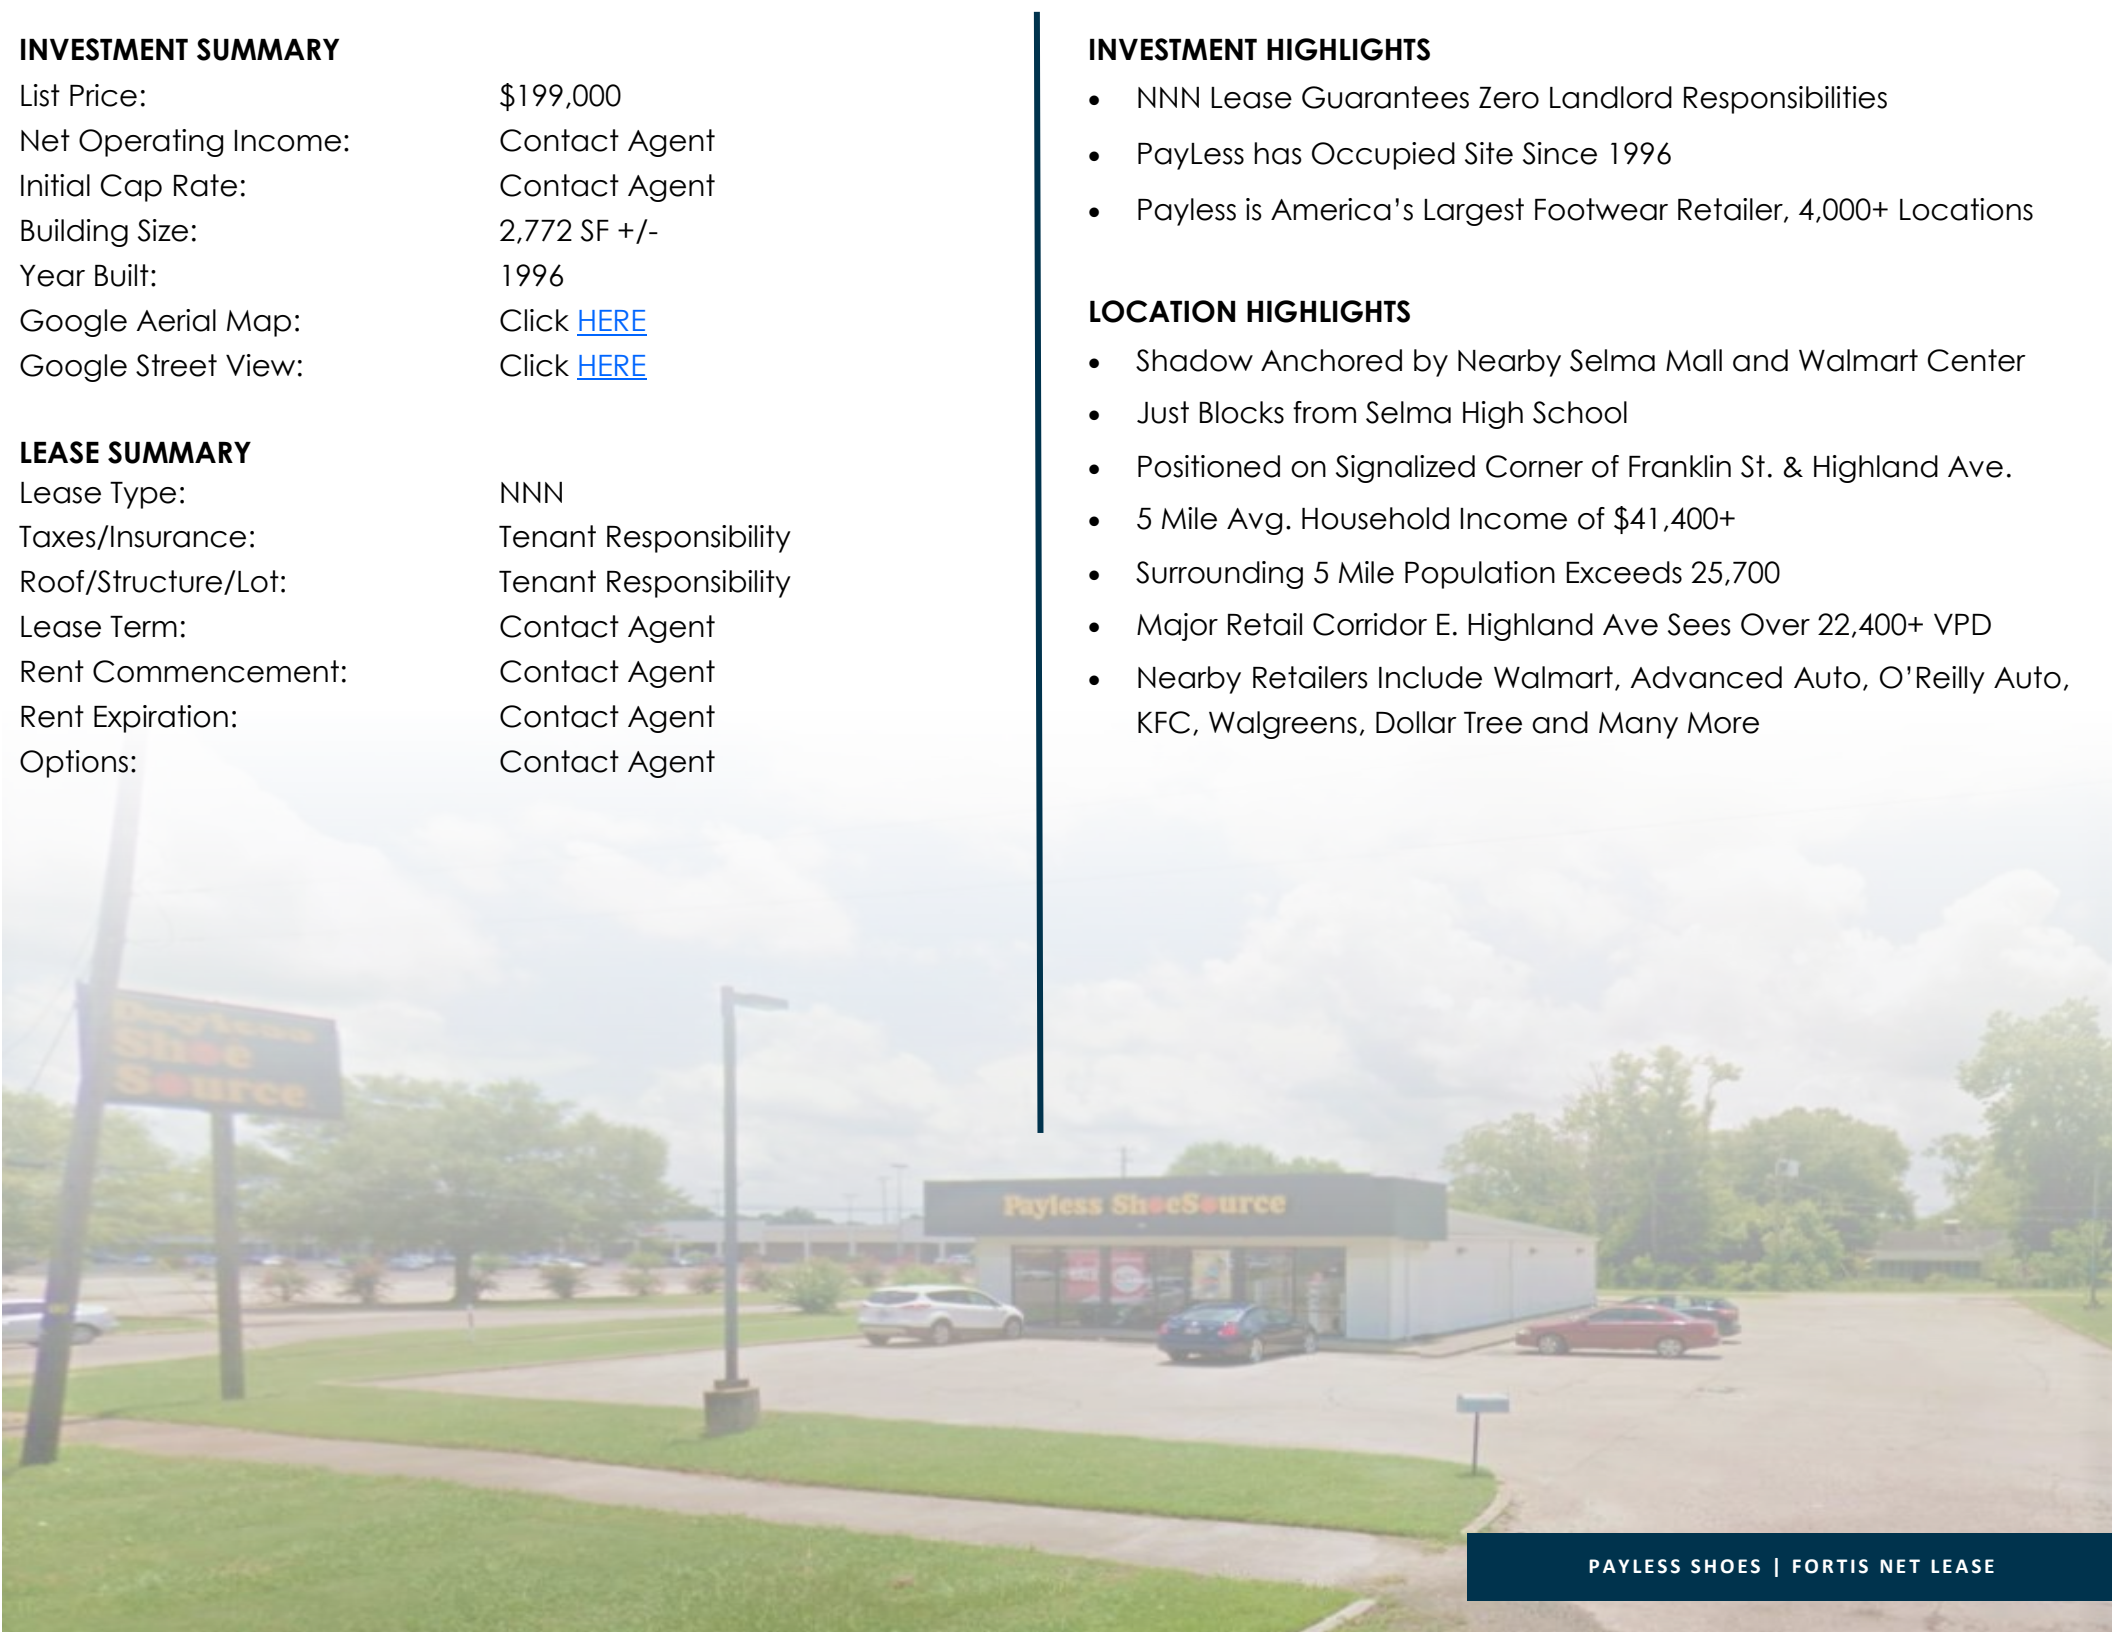 INVESTMENT SUMMARY
List Price: $199,000
Net Operating Income: Contact Agent
Initial Cap Rate: Contact Agent
Building Size: 2,772 SF +/-
Year Built: 1996
Google Aerial Map: Click HERE
Google Street View: Click HERE
LEASE SUMMARY
Lease Type: NNN
Taxes/Insurance: Tenant Responsibility
Roof/Structure/Lot: Tenant Responsibility
Lease Term: Contact Agent
Rent Commencement: Contact Agent
Rent Expiration: Contact Agent
Options: Contact Agent
INVESTMENT HIGHLIGHTS
• NNN Lease Guarantees Zero Landlord Responsibilities
• PayLess has Occupied Site Since 1996
• Payless is America’s Largest Footwear Retailer, 4,000+ Locations
LOCATION HIGHLIGHTS
• Shadow Anchored by Nearby Selma Mall and Walmart Center
• Just Blocks from Selma High School
• Positioned on Signalized Corner of Franklin St. & Highland Ave.
• 5 Mile Avg. Household Income of $41,400+
• Surrounding 5 Mile Population Exceeds 25,700
• Major Retail Corridor E. Highland Ave Sees Over 22,400+ VPD
• Nearby Retailers Include Walmart, Advanced Auto, O’Reilly Auto,
KFC, Walgreens, Dollar Tree and Many More
Payless
Shoe
Source
Payless ShoeSource
PAYLESS SHOES | FORTIS NET LEASE